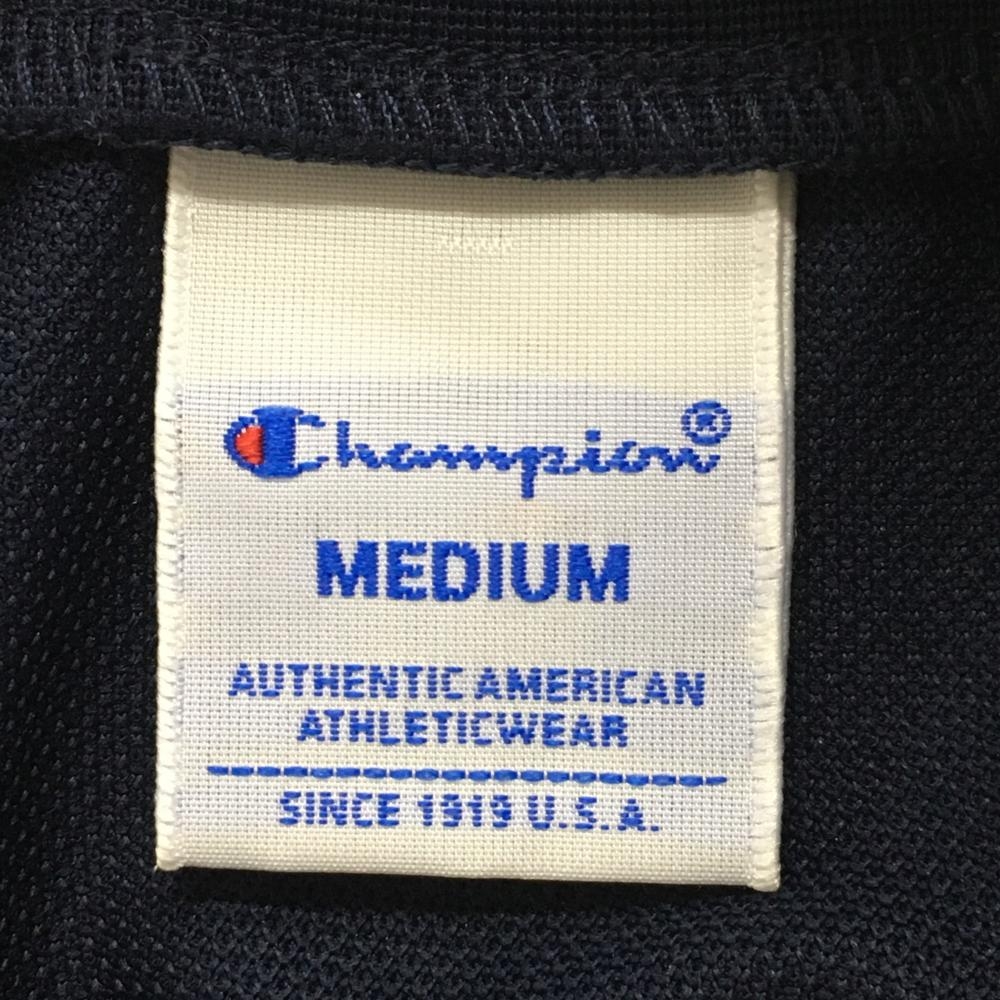 Champion®
MEDIUM
AUTHENTIC AMERICAN
ATHLETICWEAR
SINCE 1919 U.S.A.